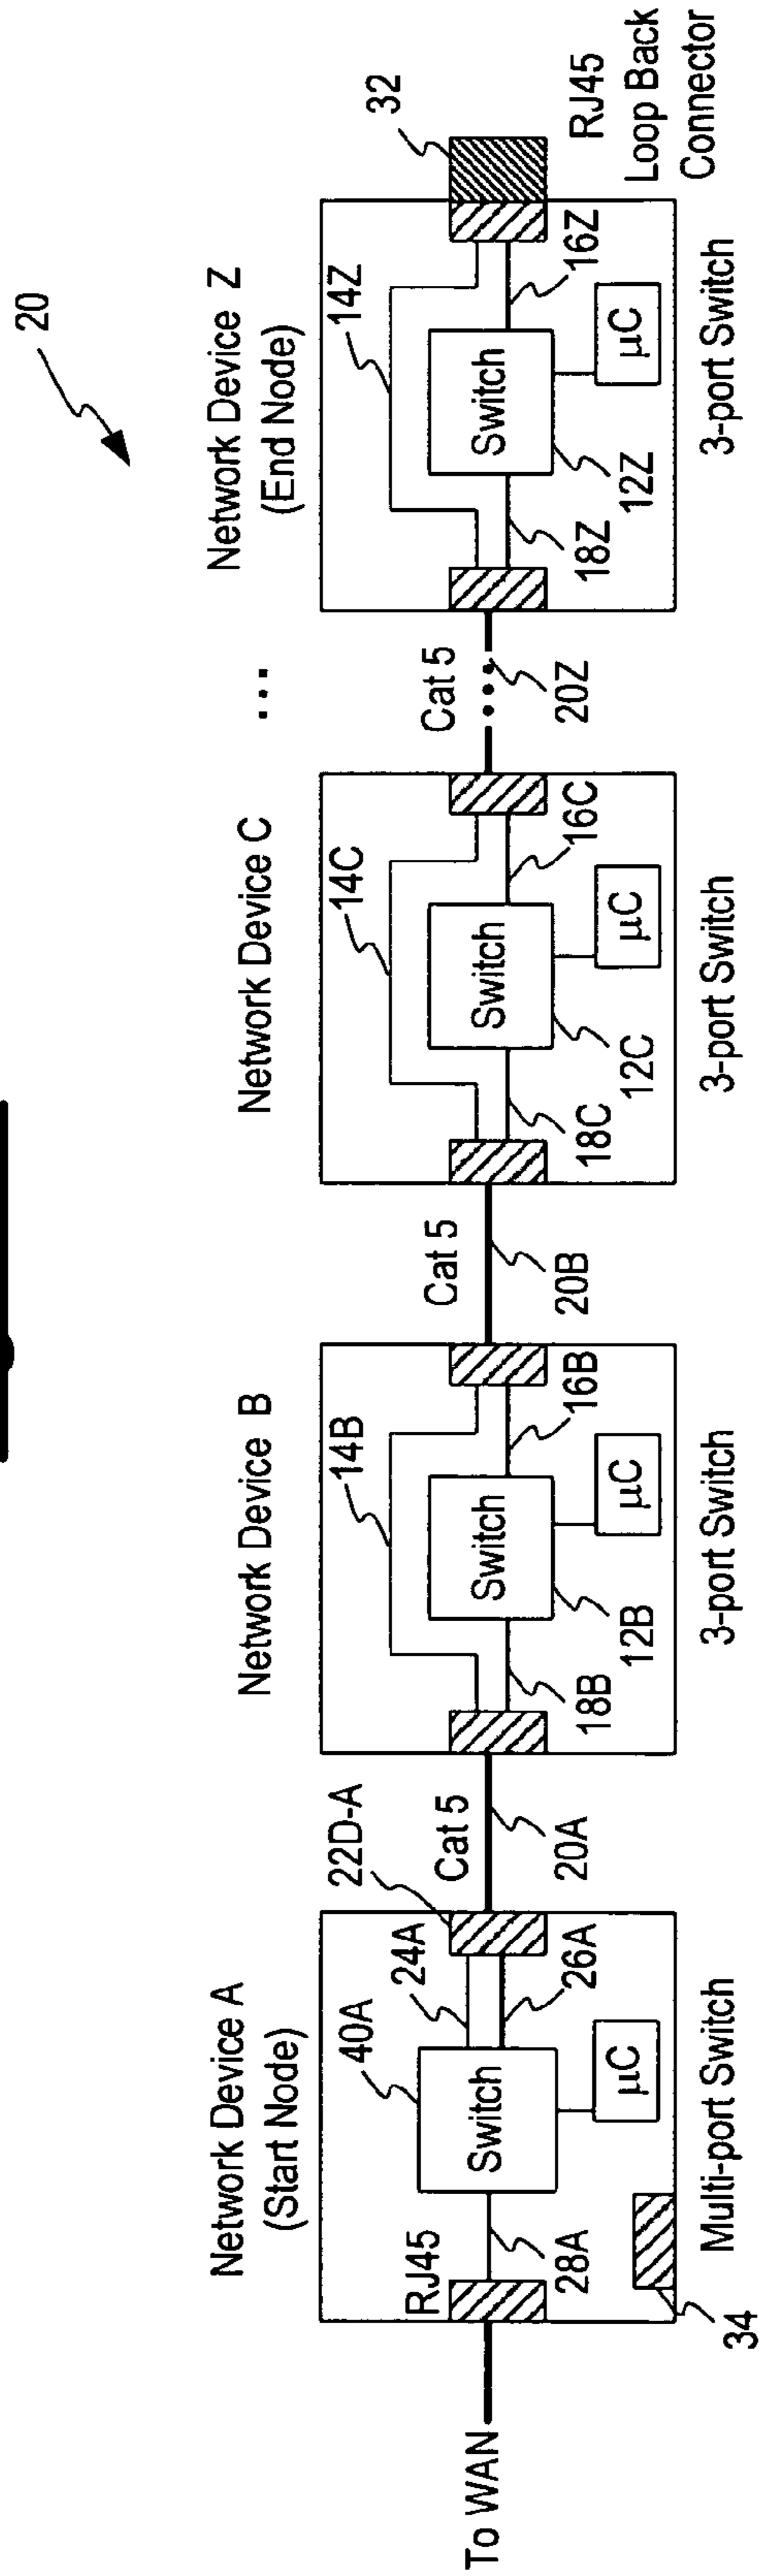 20
Network Device A
(Start Node)
Network Device B
Network Device C
...
Network Device Z
(End Node)
To WAN
RJ45
28A
Switch
40A
24A
26A
22D-A
μC
34
Multi-port Switch
Cat 5
20A
18B
14B
Switch
12B
16B
μC
3-port Switch
Cat 5
20B
18C
14C
Switch
12C
16C
μC
3-port Switch
Cat 5
20Z
18Z
14Z
Switch
12Z
16Z
μC
3-port Switch
32
RJ45
Loop Back
Connector